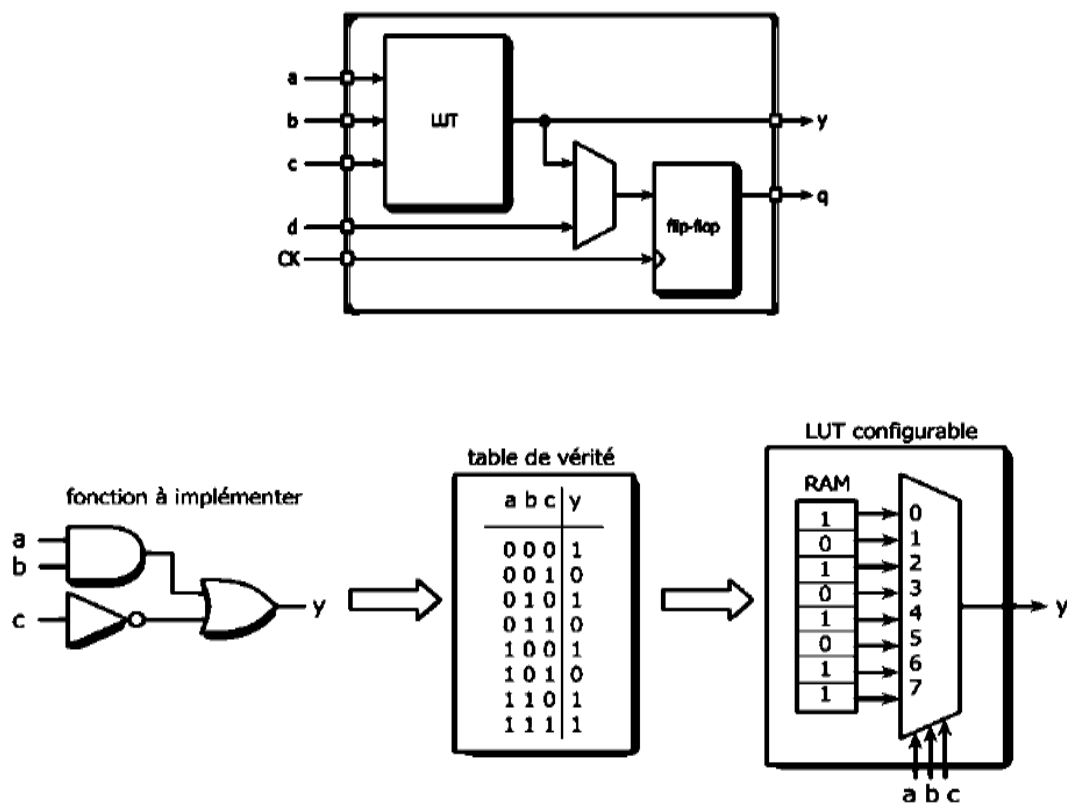 a
b
c
d
CK
LUT
flip-flop
y
q
fonction à implémenter
a
b
c
y
table de vérité
a b c y
0 0 0 1
0 0 1 0
0 1 0 1
0 1 1 0
1 0 0 1
1 0 1 0
1 1 0 1
1 1 1 1
LUT configurable
RAM
1 0
0 1
1 2
0 3
1 4
0 5
1 6
1 7
y
a b c